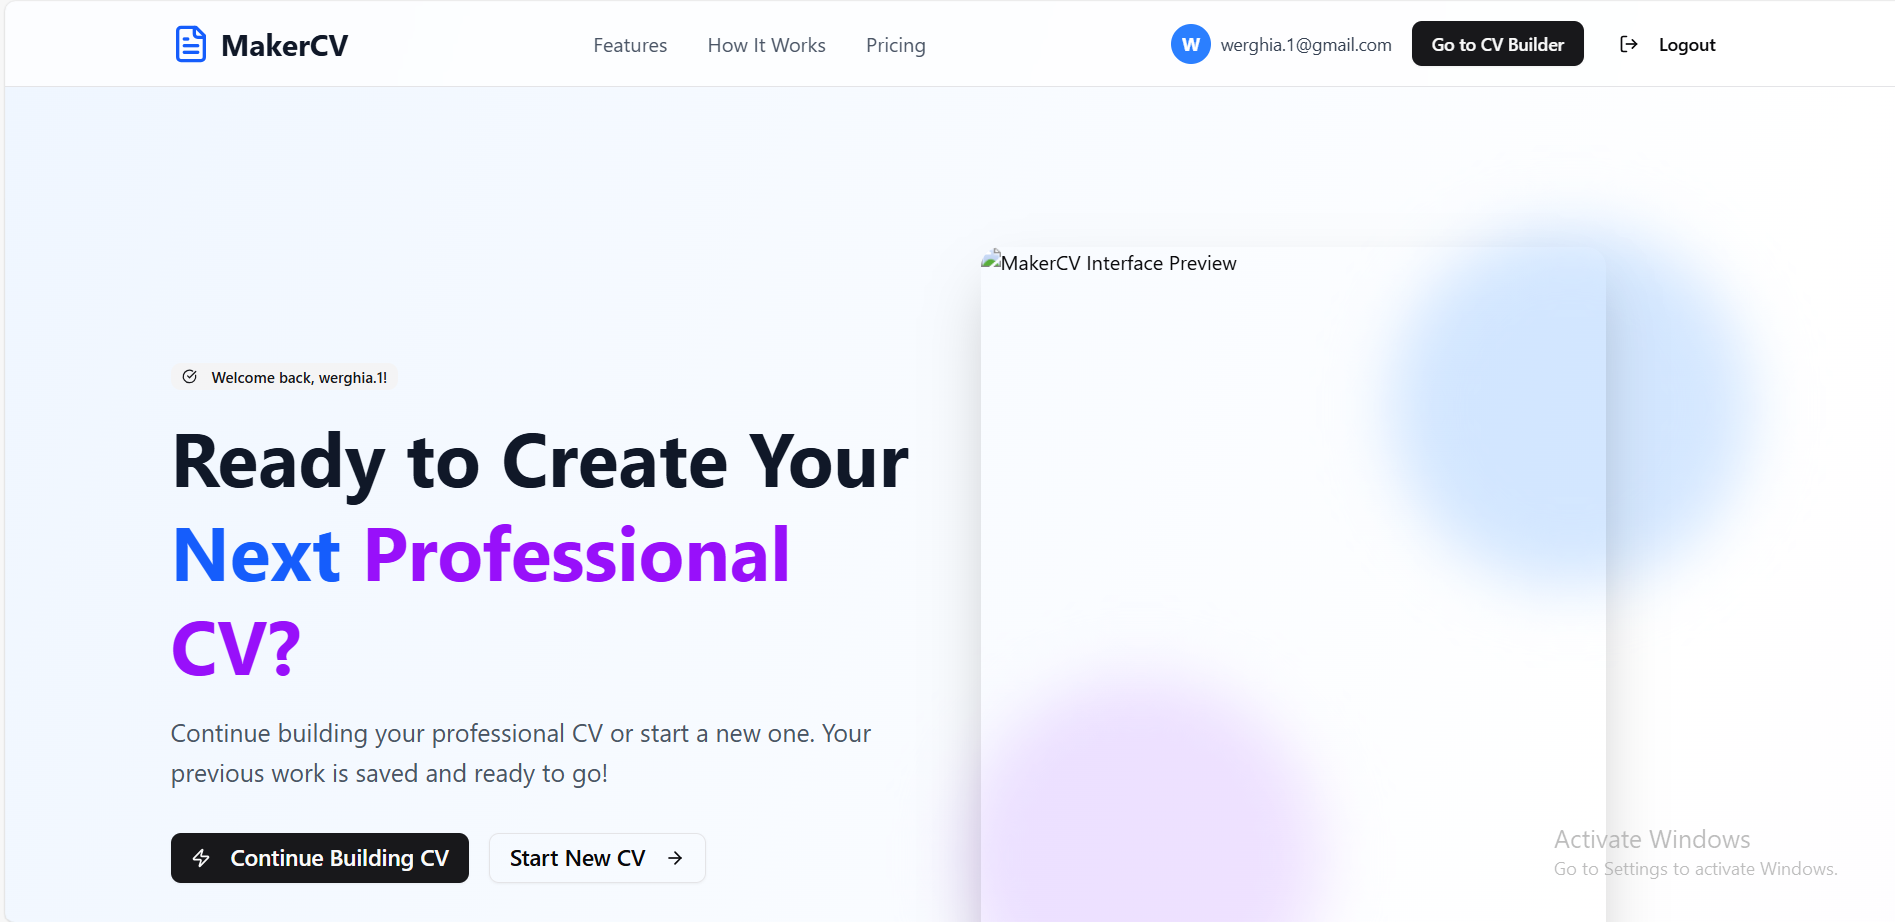 MakerCV
Features
How It Works
Pricing
W
werghia.1@gmail.com
Go to CV Builder
Logout
Welcome back, werghia.1!
Ready to Create Your
Next Professional
CV?
Continue building your professional CV or start a new one. Your
previous work is saved and ready to go!
Continue Building CV
Start New CV
MakerCV Interface Preview
Activate Windows
Go to Settings to activate Windows.